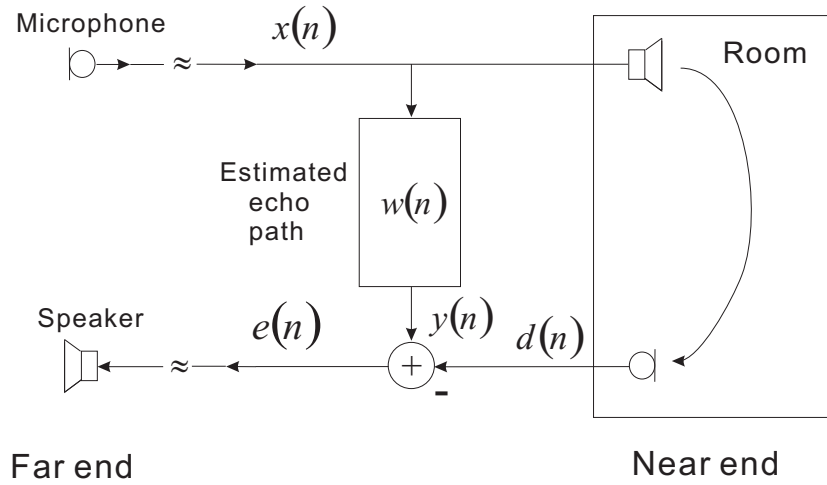 Microphone
x(n)
≈
Room
Estimated
echo
path
w(n)
Speaker
e(n)
y(n)
d(n)
≈
+
-
Far end
Near end